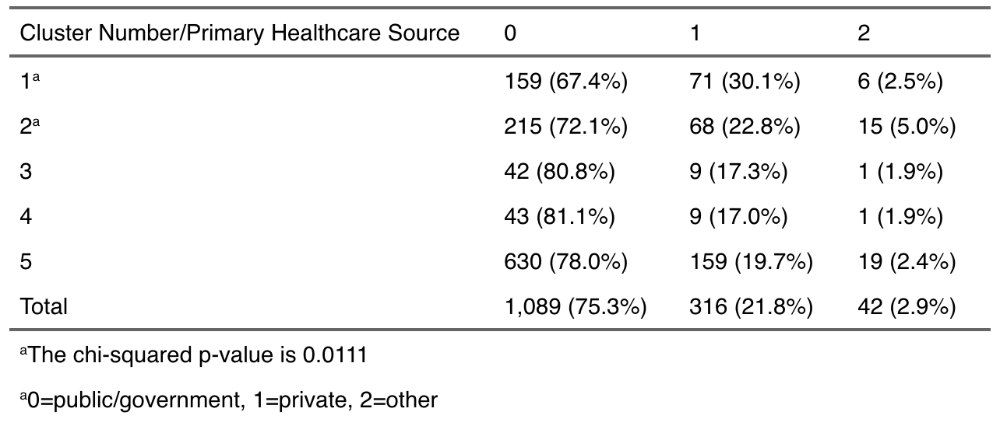 Cluster Number/Primary Healthcare Source 0 1 2
1ᵃ 159 (67.4%) 71 (30.1%) 6 (2.5%)
2ᵃ 215 (72.1%) 68 (22.8%) 15 (5.0%)
3 42 (80.8%) 9 (17.3%) 1 (1.9%)
4 43 (81.1%) 9 (17.0%) 1 (1.9%)
5 630 (78.0%) 159 (19.7%) 19 (2.4%)
Total 1,089 (75.3%) 316 (21.8%) 42 (2.9%)
ᵃThe chi-squared p-value is 0.0111
ᵃ0=public/government, 1=private, 2=other